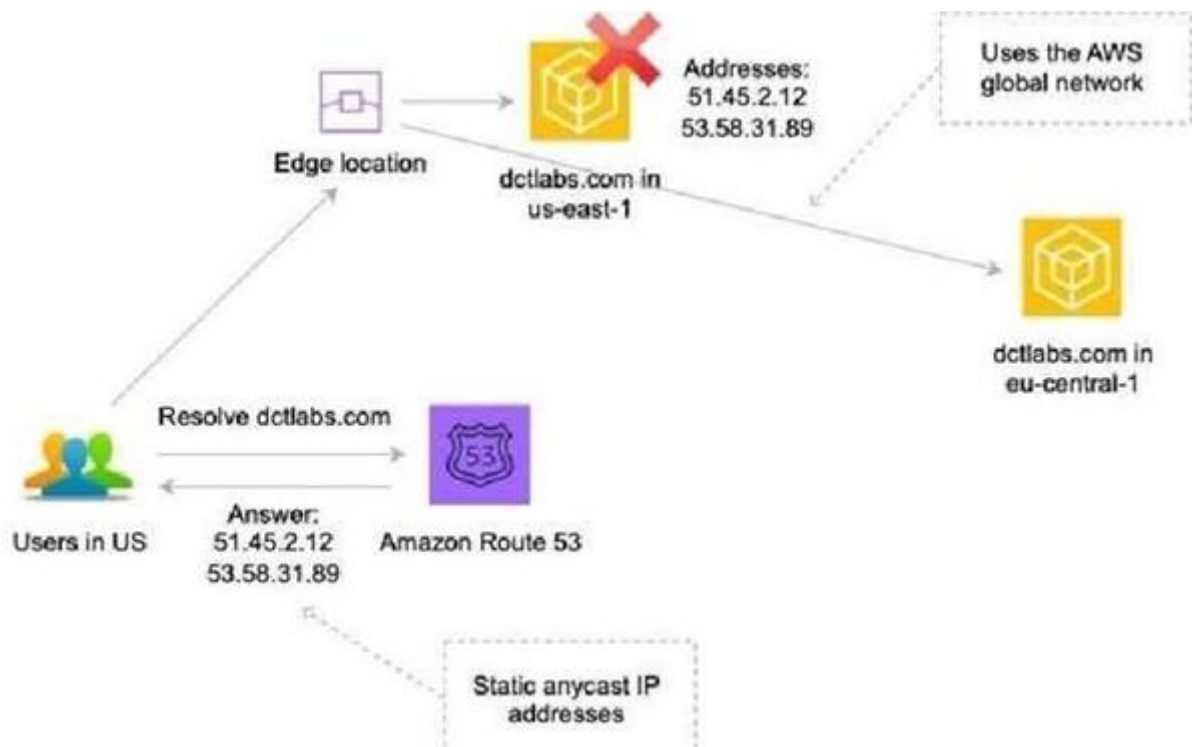 Uses the AWS
global network
Addresses:
51.45.2.12
53.58.31.89
Edge location
dctlabs.com in
us-east-1
dctlabs.com in
eu-central-1
Resolve dctlabs.com
53
Users in US
Answer:
51.45.2.12
53.58.31.89
Amazon Route 53
Static anycast IP
addresses